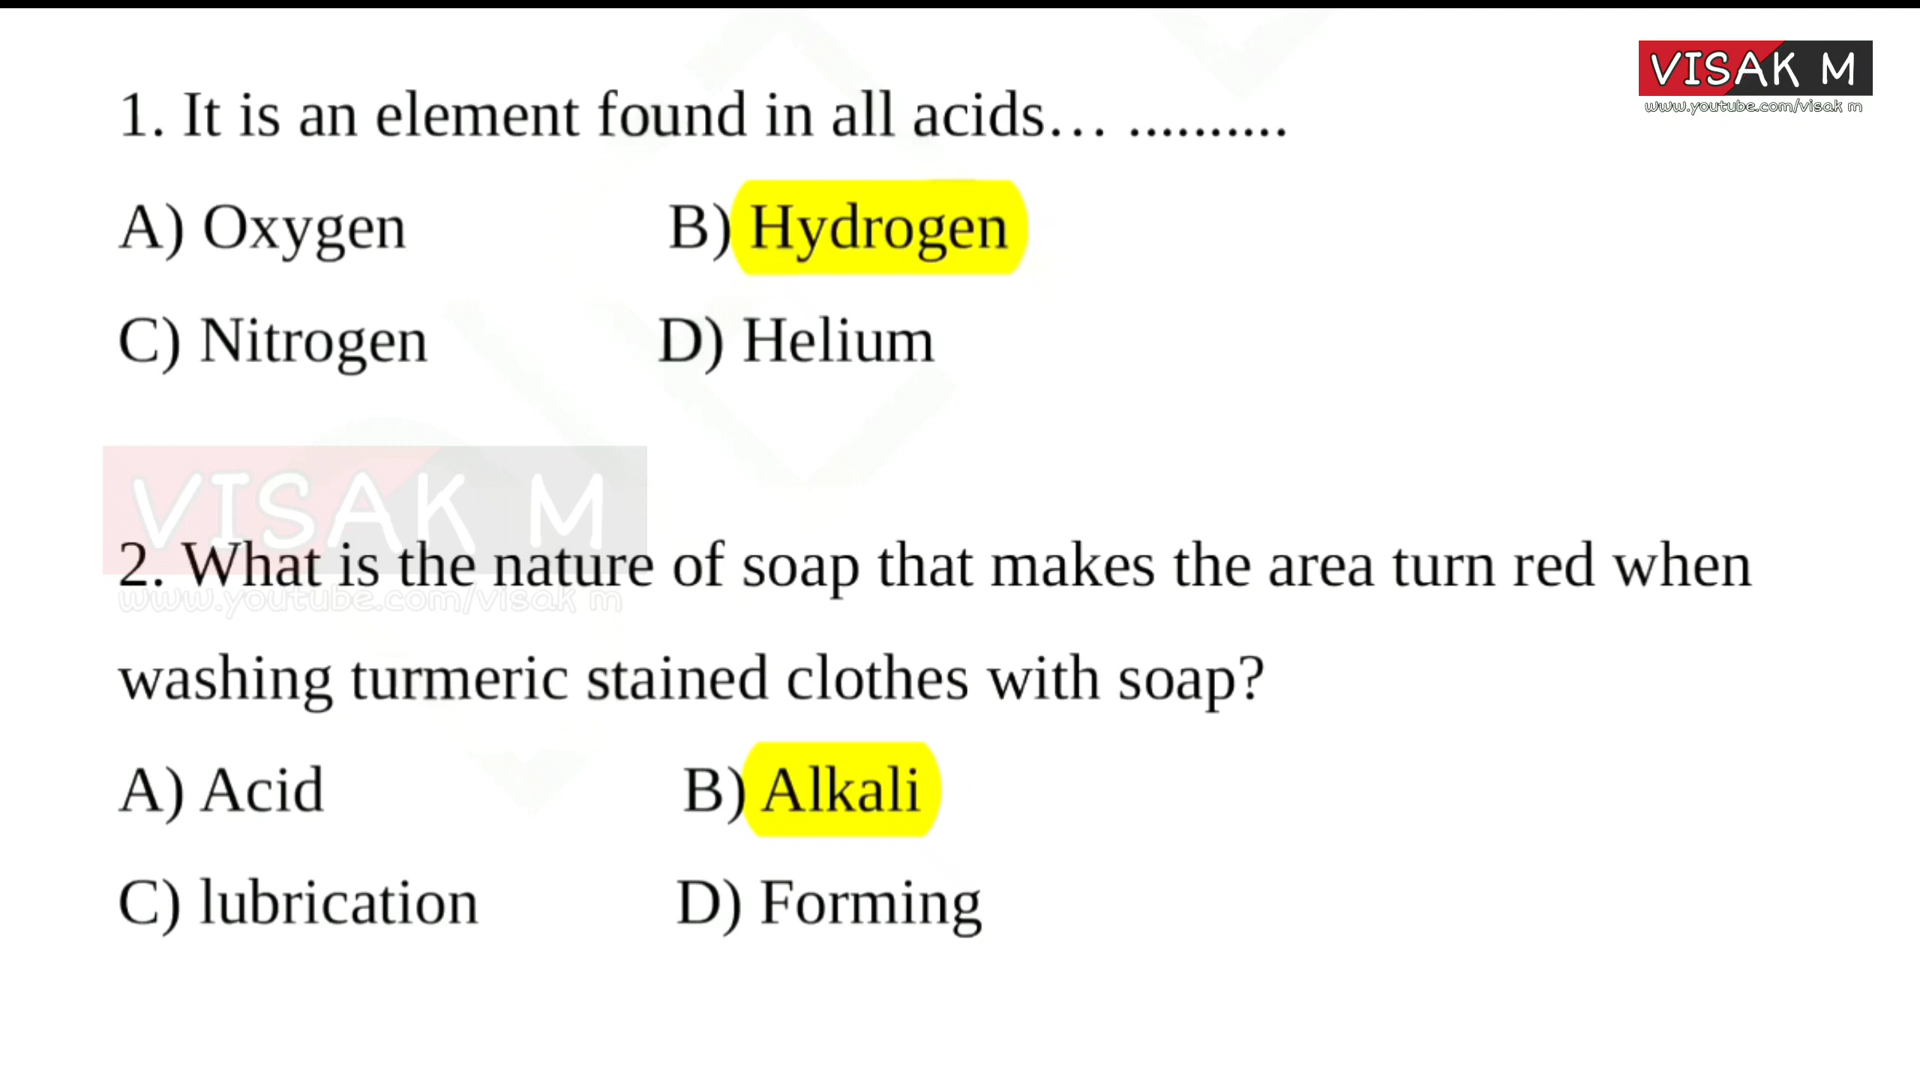 VISAK M
www.youtube.com/visak m
1. It is an element found in all acids… ..........
A) Oxygen B) Hydrogen
C) Nitrogen D) Helium
VISAK M
2. What is the nature of soap that makes the area turn red when
www.youtube.com/visak m
washing turmeric stained clothes with soap?
A) Acid B) Alkali
C) lubrication D) Forming